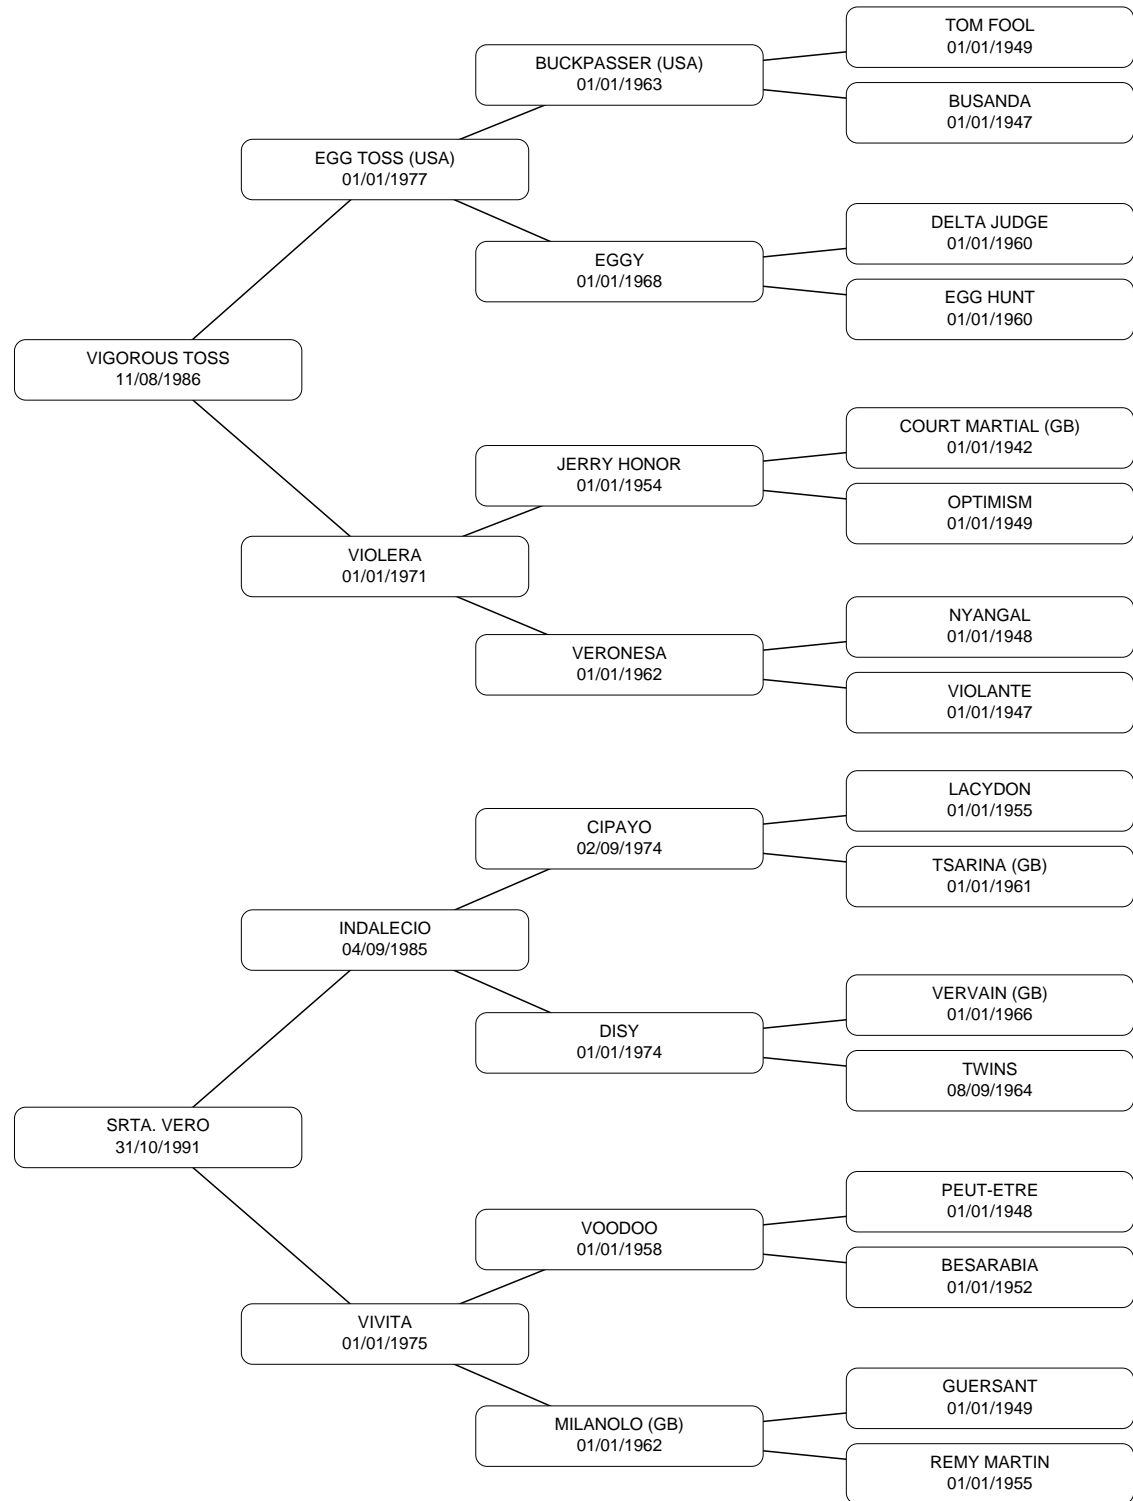 TOM FOOL
01/01/1949
BUCKPASSER (USA)
01/01/1963
BUSANDA
01/01/1947
EGG TOSS (USA)
01/01/1977
DELTA JUDGE
01/01/1960
EGGY
01/01/1968
EGG HUNT
01/01/1960
VIGOROUS TOSS
11/08/1986
COURT MARTIAL (GB)
01/01/1942
JERRY HONOR
01/01/1954
OPTIMISM
01/01/1949
VIOLERA
01/01/1971
NYANGAL
01/01/1948
VERONESA
01/01/1962
VIOLANTE
01/01/1947
LACYDON
01/01/1955
CIPAYO
02/09/1974
TSARINA (GB)
01/01/1961
INDALECIO
04/09/1985
VERVAIN (GB)
01/01/1966
DISY
01/01/1974
TWINS
08/09/1964
SRTA. VERO
31/10/1991
PEUT-ETRE
01/01/1948
VOODOO
01/01/1958
BESARABIA
01/01/1952
VIVITA
01/01/1975
GUERSANT
01/01/1949
MILANOLO (GB)
01/01/1962
REMY MARTIN
01/01/1955